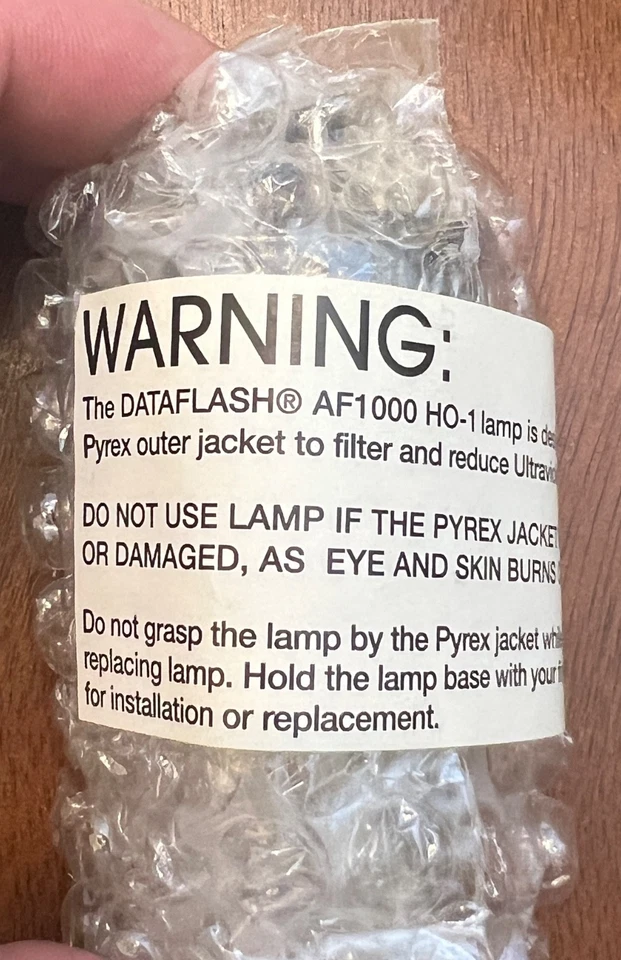 WARNING:
The DATAFLASH® AF1000 HO-1 lamp is
Pyrex outer jacket to filter and reduce
DO NOT USE LAMP IF THE PYREX JACKET
OR DAMAGED, AS EYE AND SKIN BURNS
Do not grasp the lamp by the Pyrex jacket
replacing lamp. Hold the lamp base with your
for installation or replacement.